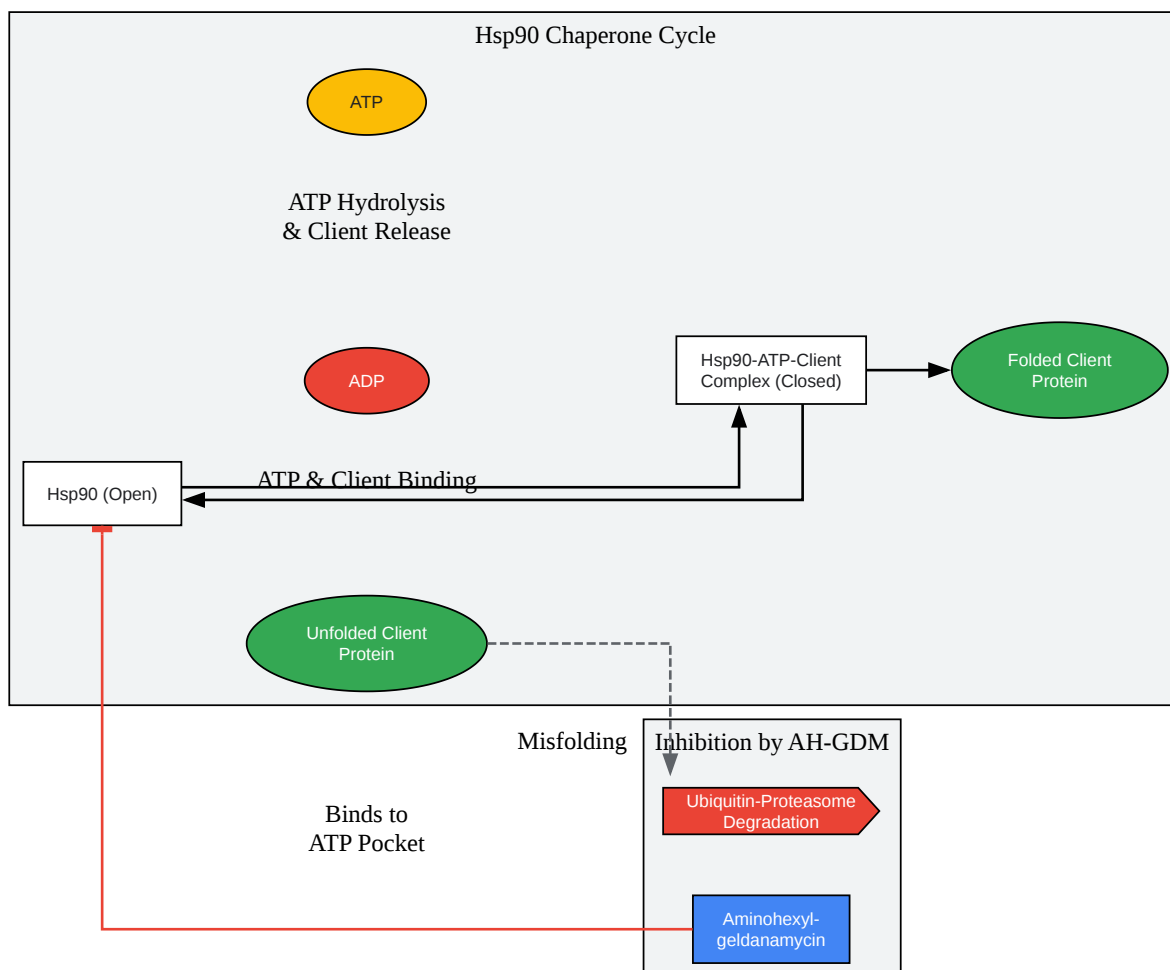 Hsp90 Chaperone Cycle
ATP
ATP Hydrolysis
& Client Release
ADP
Hsp90-ATP-Client
Complex (Closed)
Folded Client
Protein
ATP & Client Binding
Hsp90 (Open)
Unfolded Client
Protein
Misfolding
Inhibition by AH-GDM
Ubiquitin-Proteasome
Degradation
Binds to
ATP Pocket
Aminohexyl-
geldanamycin